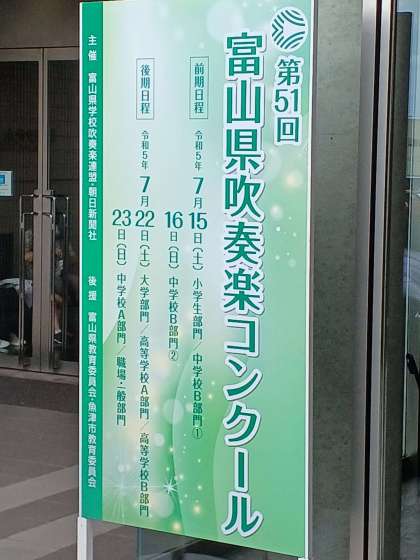 第51回
富山県吹奏楽コンクール
前期日程
令和5年 7月15日(土) 小学生部門/中学校B部門①
16日(日) 中学校B部門②
後期日程
令和5年 7月22日(土) 大学部門/高等学校A部門/高等学校B部門
23日(日) 中学校A部門 職場・一般部門
主催 富山県学校吹奏楽連盟・朝日新聞社 後援 富山県教育委員会・魚津市教育委員会